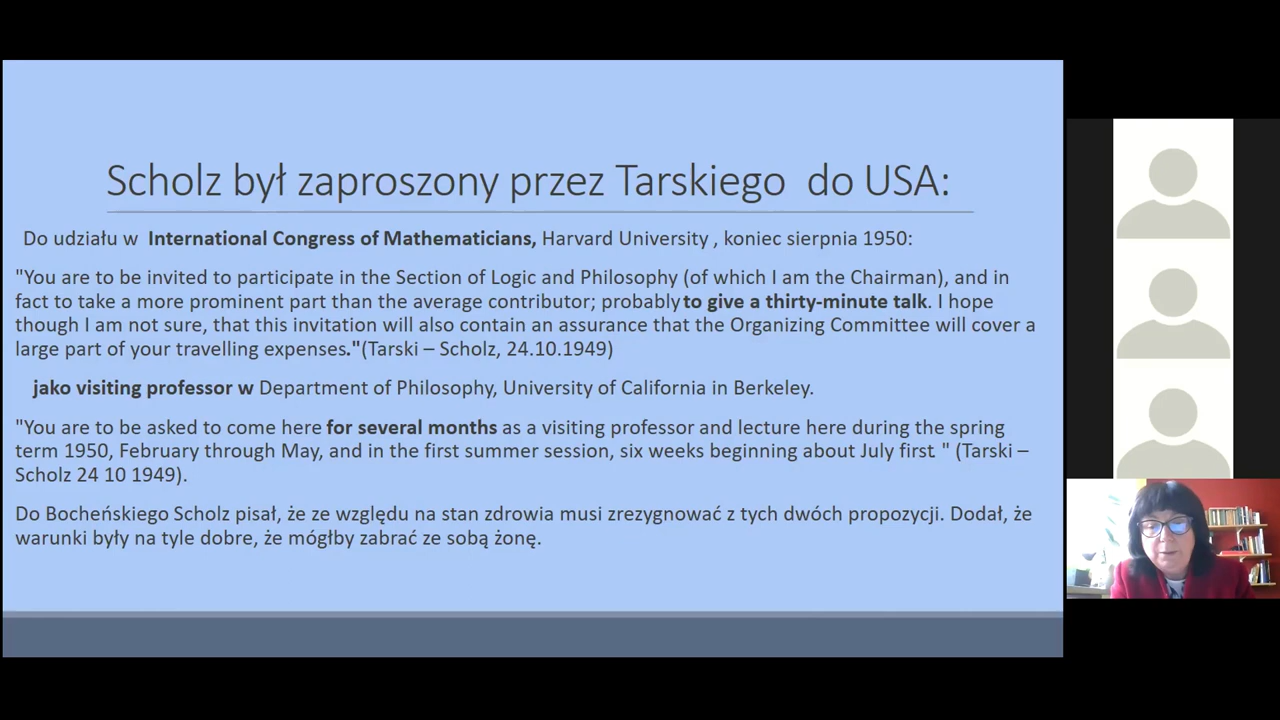 Scholz był zaproszony przez Tarskiego do USA:
Do udziału w International Congress of Mathematicians, Harvard University , koniec sierpnia 1950:
"You are to be invited to participate in the Section of Logic and Philosophy (of which I am the Chairman), and in
fact to take a more prominent part than the average contributor; probably to give a thirty-minute talk. I hope
though I am not sure, that this invitation will also contain an assurance that the Organizing Committee will cover a
large part of your travelling expenses."(Tarski – Scholz, 24.10.1949)
jako visiting professor w Department of Philosophy, University of California in Berkeley.
"You are to be asked to come here for several months as a visiting professor and lecture here during the spring
term 1950, February through May, and in the first summer session, six weeks beginning about July first. " (Tarski –
Scholz 24 10 1949).
Do Bocheńskiego Scholz pisał, że ze względu na stan zdrowia musi zrezygnować z tych dwóch propozycji. Dodał, że
warunki były na tyle dobre, że mógłby zabrać ze sobą żonę.